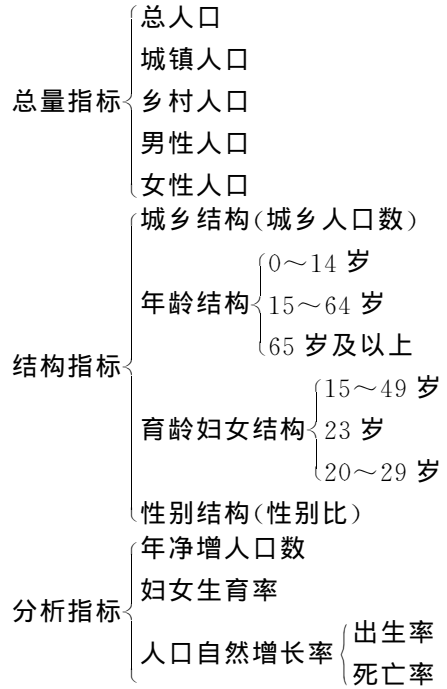 总量指标
总人口
城镇人口
乡村人口
男性人口
女性人口
结构指标
城乡结构(城乡人口数)
年龄结构
0～14 岁
15～64 岁
65 岁及以上
育龄妇女结构
15～49 岁
23 岁
20～29 岁
性别结构(性别比)
分析指标
年净增人口数
妇女生育率
人口自然增长率
出生率
死亡率